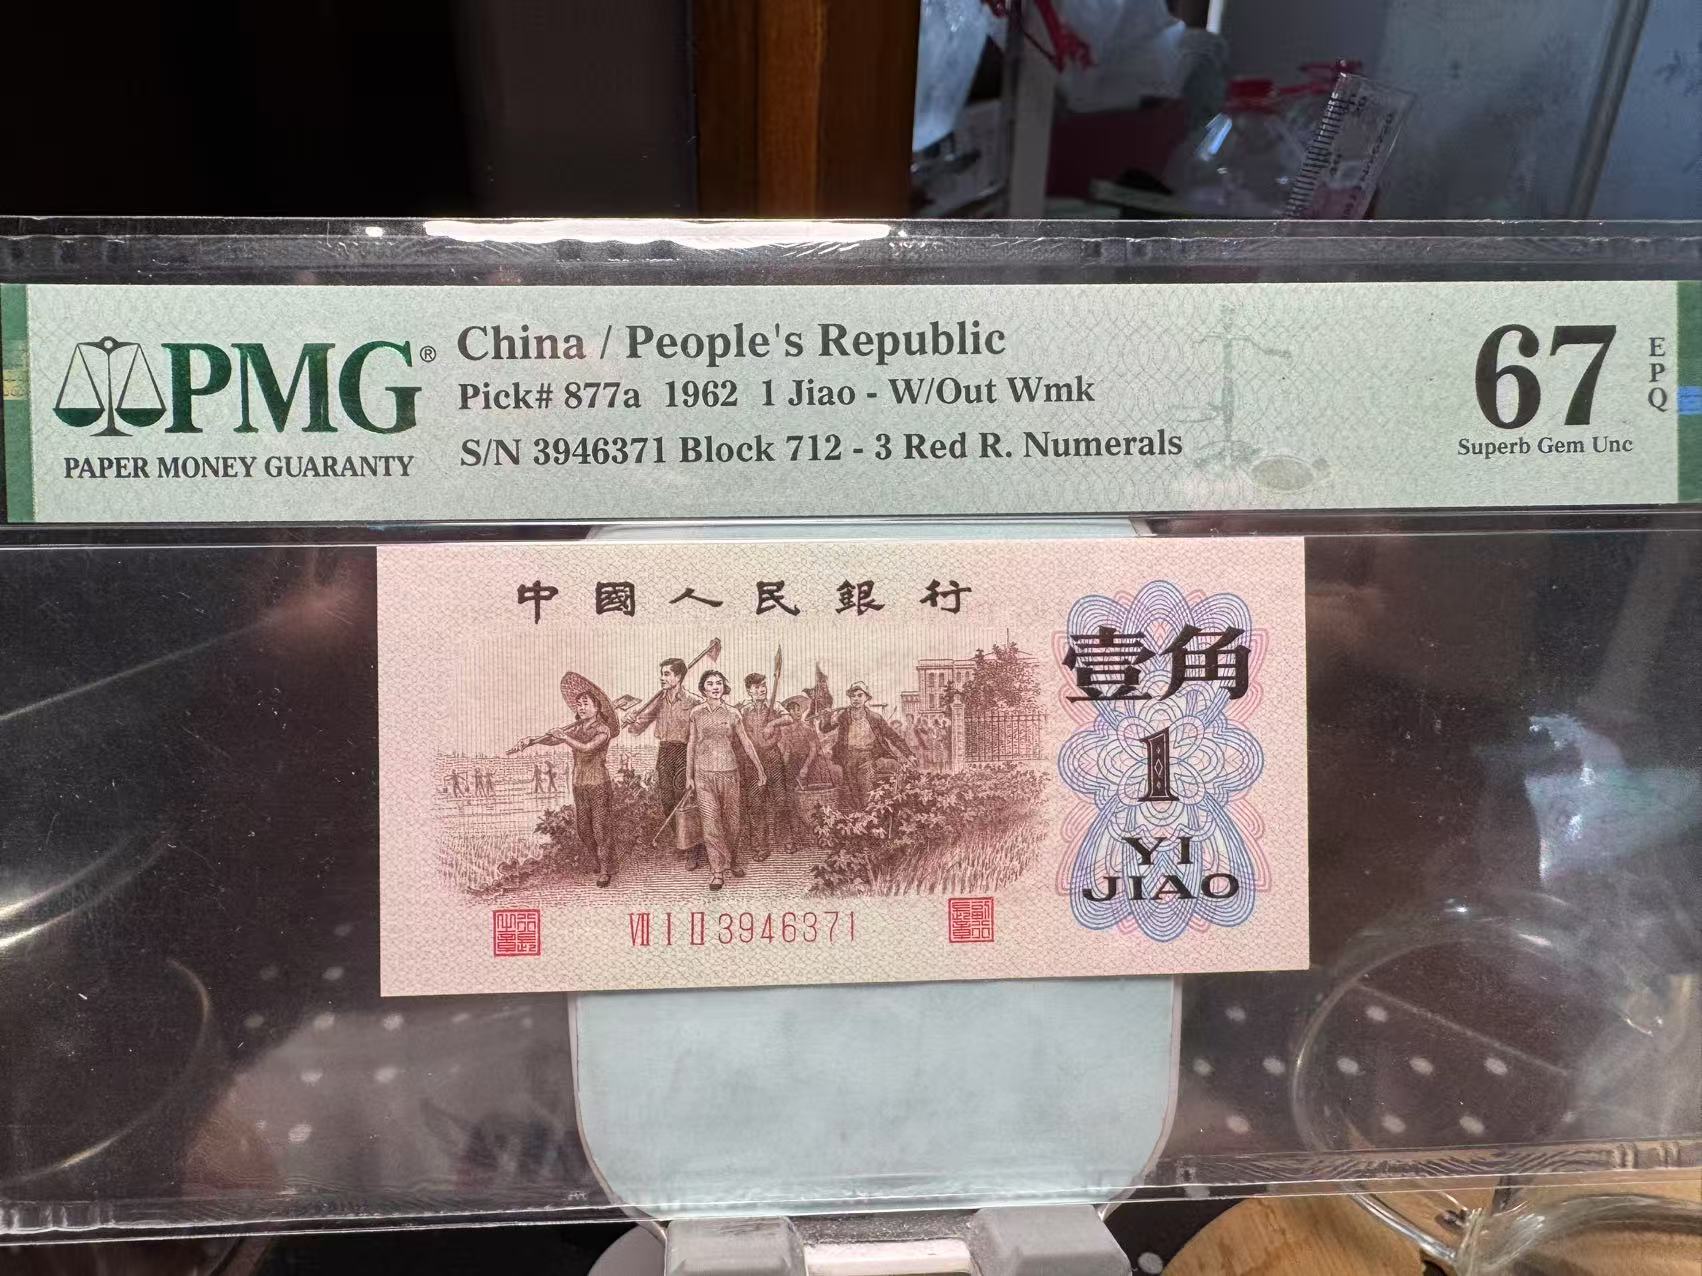 PMG®
PAPER MONEY GUARANTY
China / People's Republic
Pick# 877a 1962 1 Jiao - W/Out Wmk
S/N 3946371 Block 712 - 3 Red R. Numerals
67
EPQ
Superb Gem Unc
中國人民銀行
壹角
1
YI
JIAO
VII I II 3946371